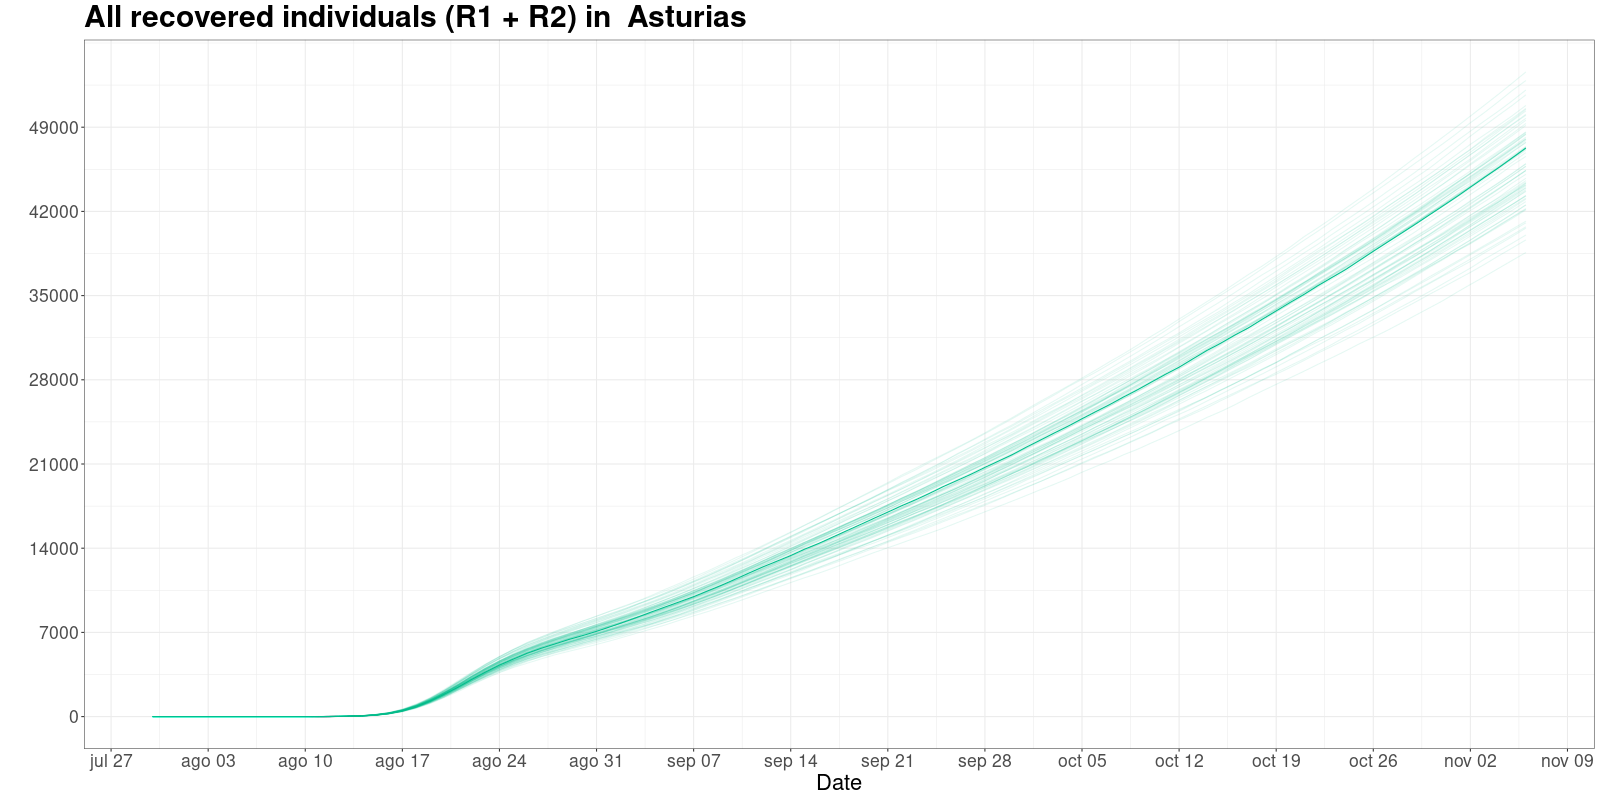 All recovered individuals (R1 + R2) in  Asturias
49000
42000
35000
28000
21000
14000
7000
0
jul 27 ago 03 ago 10 ago 17 ago 24 ago 31 sep 07 sep 14 sep 21 sep 28 oct 05 oct 12 oct 19 oct 26 nov 02 nov 09
Date